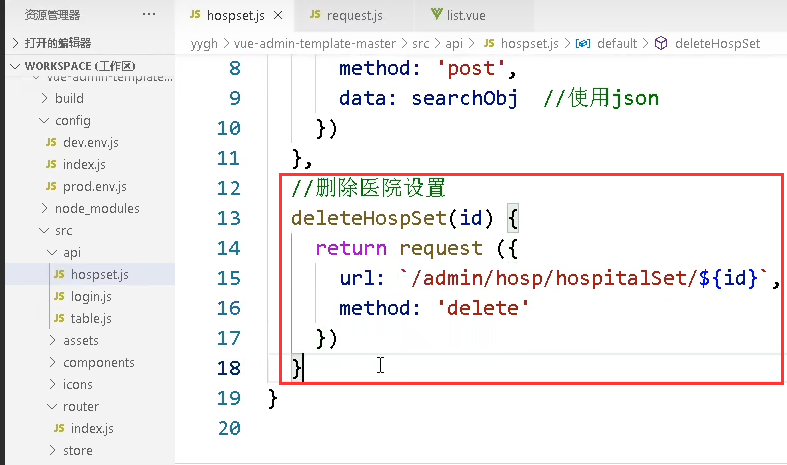 资源管理器
···
JS hospset.js ×
JS request.js
list.vue
打开的编辑器
yygh > vue-admin-template-master > src > api > JS hospset.js > default > deleteHospSet
WORKSPACE (工作区)
vue-admin-template...
build
config
JS dev.env.js
JS index.js
JS prod.env.js
node_modules
src
api
JS hospset.js
JS login.js
JS table.js
assets
components
icons
router
JS index.js
store
8 method: 'post',
9 data: searchObj //使用json
10 })
11 },
12 //删除医院设置
13 deleteHospSet(id) {
14 return request ({
15 url: `/admin/hosp/hospitalSet/${id}`,
16 method: 'delete'
17 })
18 }
19 }
20